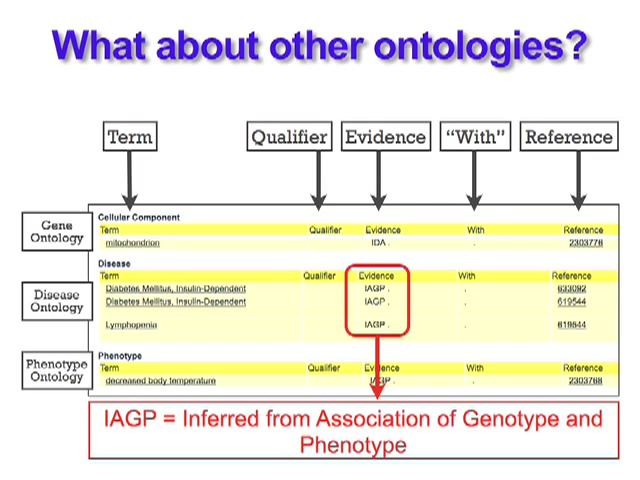 What about other ontologies?
Term Qualifier Evidence "With" Reference
Gene Ontology
Cellular Component
Term Qualifier Evidence With Reference
mitochondrion IDA . . 2303776
Disease Ontology
Disease
Term Qualifier Evidence With Reference
Diabetes Mellitus, Insulin-Dependent IAGP . . 633092
Diabetes Mellitus, Insulin-Dependent IAGP . . 619544
Lymphopenia IAGP . . 619544
Phenotype Ontology
Phenotype
Term Qualifier Evidence With Reference
decreased body temperature IAGP . . 2303768
IAGP = Inferred from Association of Genotype and
Phenotype